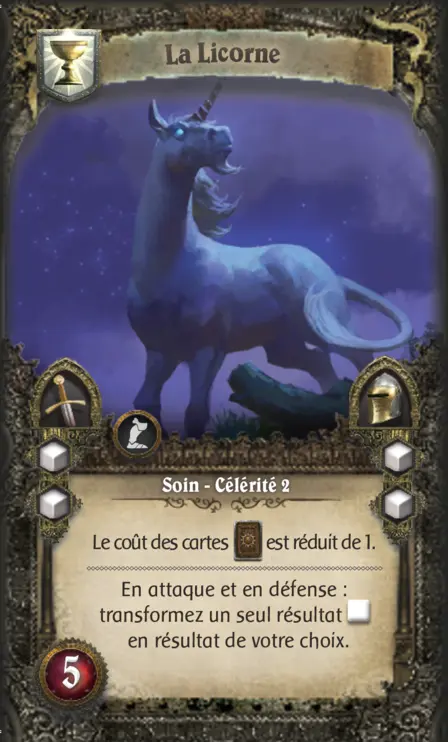 La Licorne
Soin - Célérité 2
Le coût des cartes est réduit de 1.
En attaque et en défense :
transformez un seul résultat
en résultat de votre choix.
5